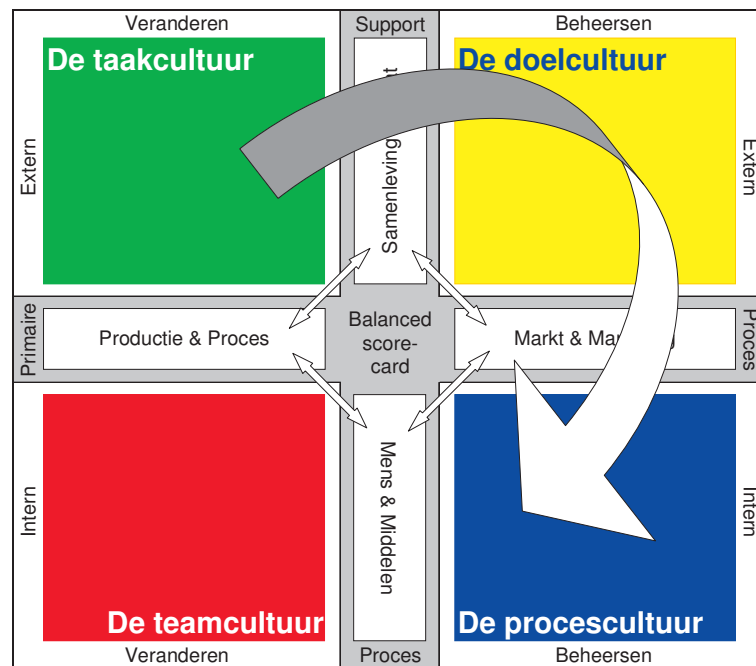 Veranderen
Support
Beheersen
De taakcultuur
De doelcultuur
Extern
Extern
Primaire
Productie & Proces
Balanced
score-
card
Markt &
Proces
Intern
Mens & Middelen
Intern
De teamcultuur
De procescultuur
Veranderen
Proces
Beheersen